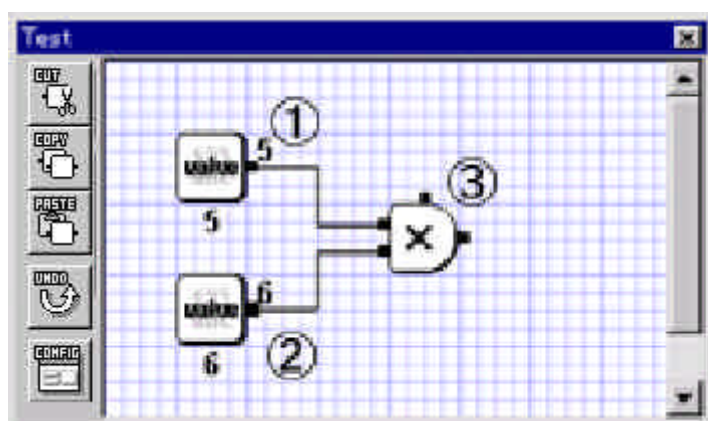 Test
CUT
COPY
PASTE
UNDO
CONFIG
①
5
value
5
③
×
6
value
6
②